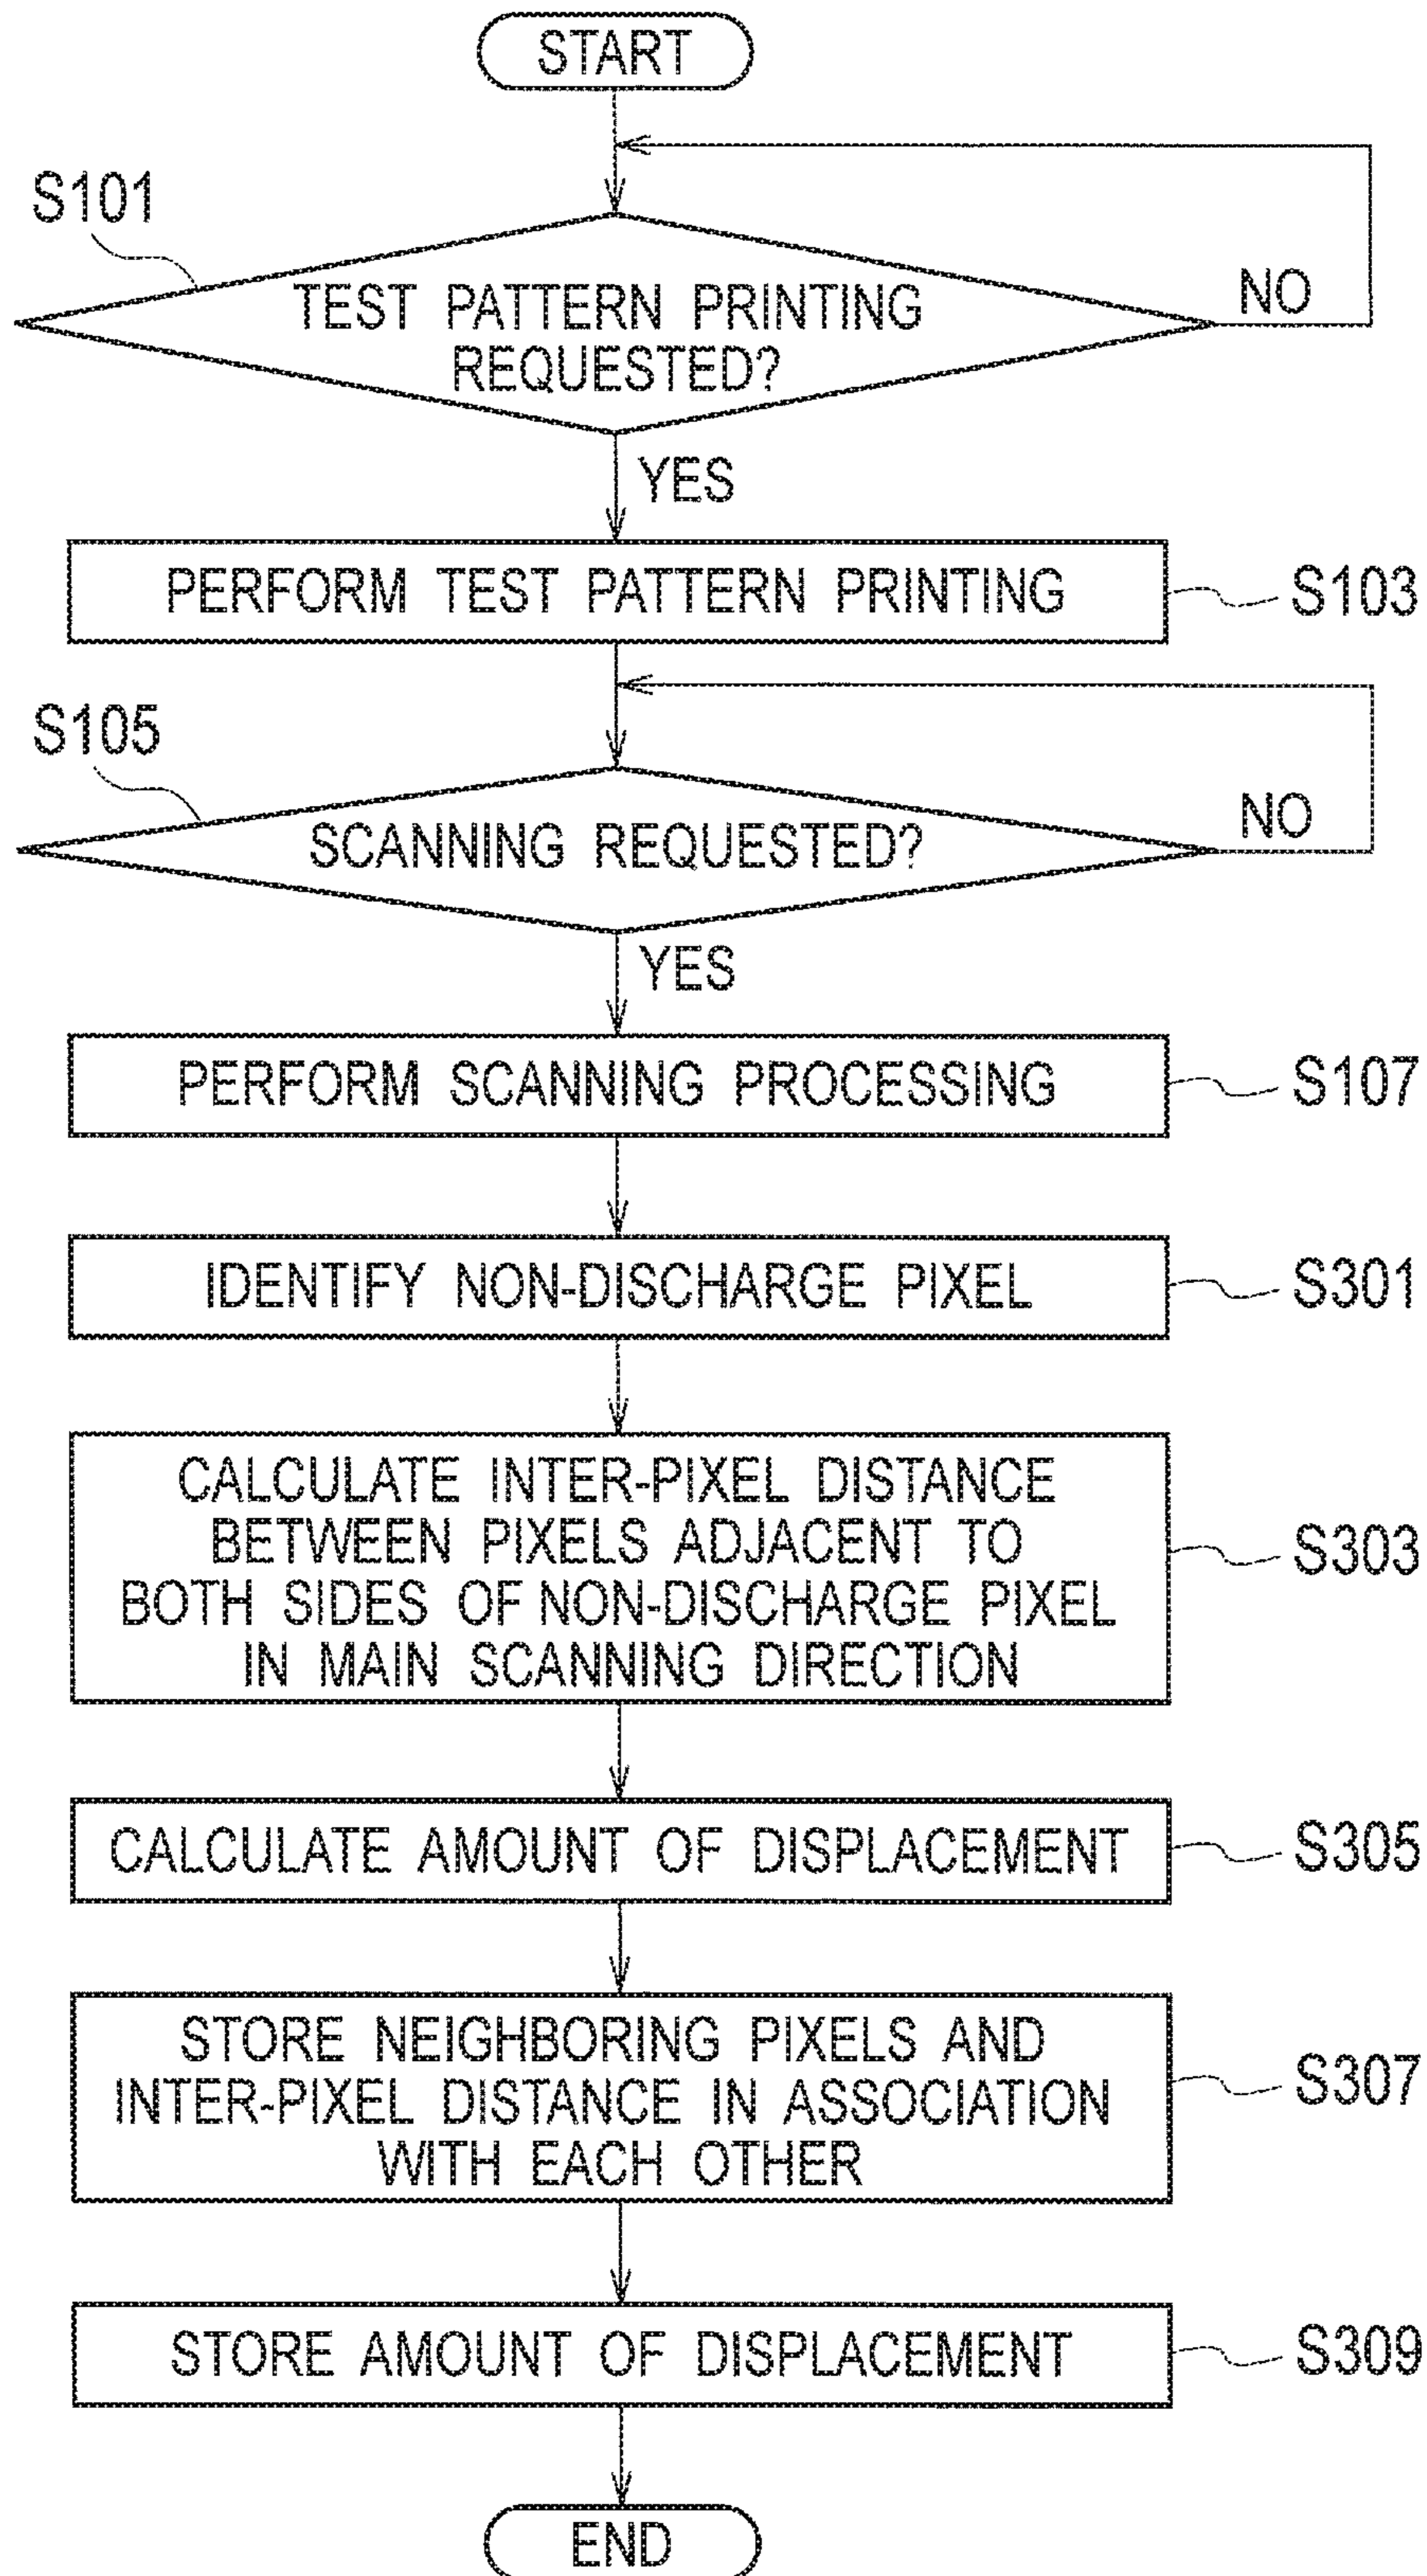 START
S101
TEST PATTERN PRINTING
REQUESTED?
NO
YES
PERFORM TEST PATTERN PRINTING
S103
S105
SCANNING REQUESTED?
NO
YES
PERFORM SCANNING PROCESSING
S107
IDENTIFY NON-DISCHARGE PIXEL
S301
CALCULATE INTER-PIXEL DISTANCE
BETWEEN PIXELS ADJACENT TO
BOTH SIDES OF NON-DISCHARGE PIXEL
IN MAIN SCANNING DIRECTION
S303
CALCULATE AMOUNT OF DISPLACEMENT
S305
STORE NEIGHBORING PIXELS AND
INTER-PIXEL DISTANCE IN ASSOCIATION
WITH EACH OTHER
S307
STORE AMOUNT OF DISPLACEMENT
S309
END